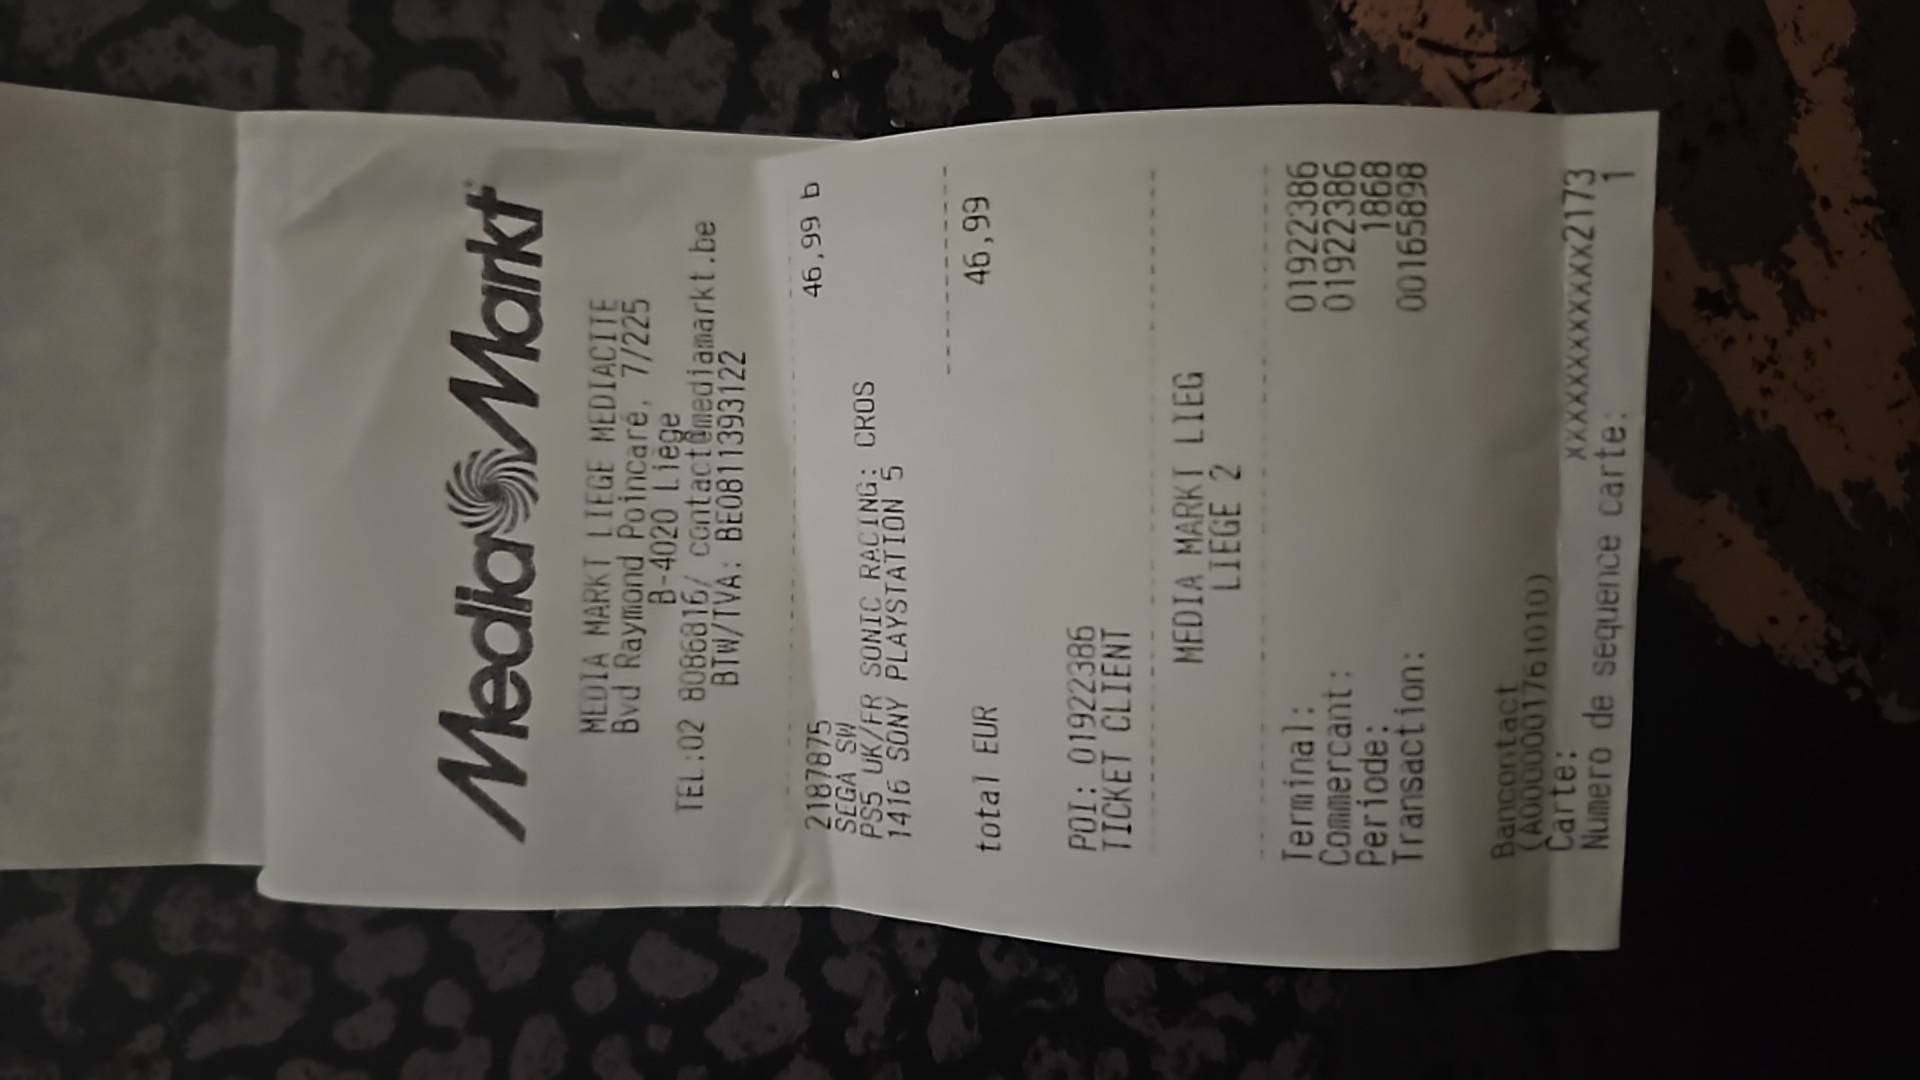 MediaMarkt
MEDIA MARKT LIEGE MEDIACITE
Bvd Raymond Poincaré, 7/225
B-4020 Liège
TEL:02 8086816/ contact@mediamarkt.be
BTW/TVA: BE0811393122
2187875 46,99 b
SEGA SW
PS5 UK/FR SONIC RACING: CROS
1416 SONY PLAYSTATION 5
total EUR 46,99
POI: 01922386
TICKET CLIENT
MEDIA MARKT LIEG
LIEGE 2
Terminal: 01922386
Commercant: 01922386
Periode: 1868
Transaction: 00165898
Bancontact
(A0000001761010)
Carte: xxxxxxxxxxxxx2173
Numero de sequence carte: 1